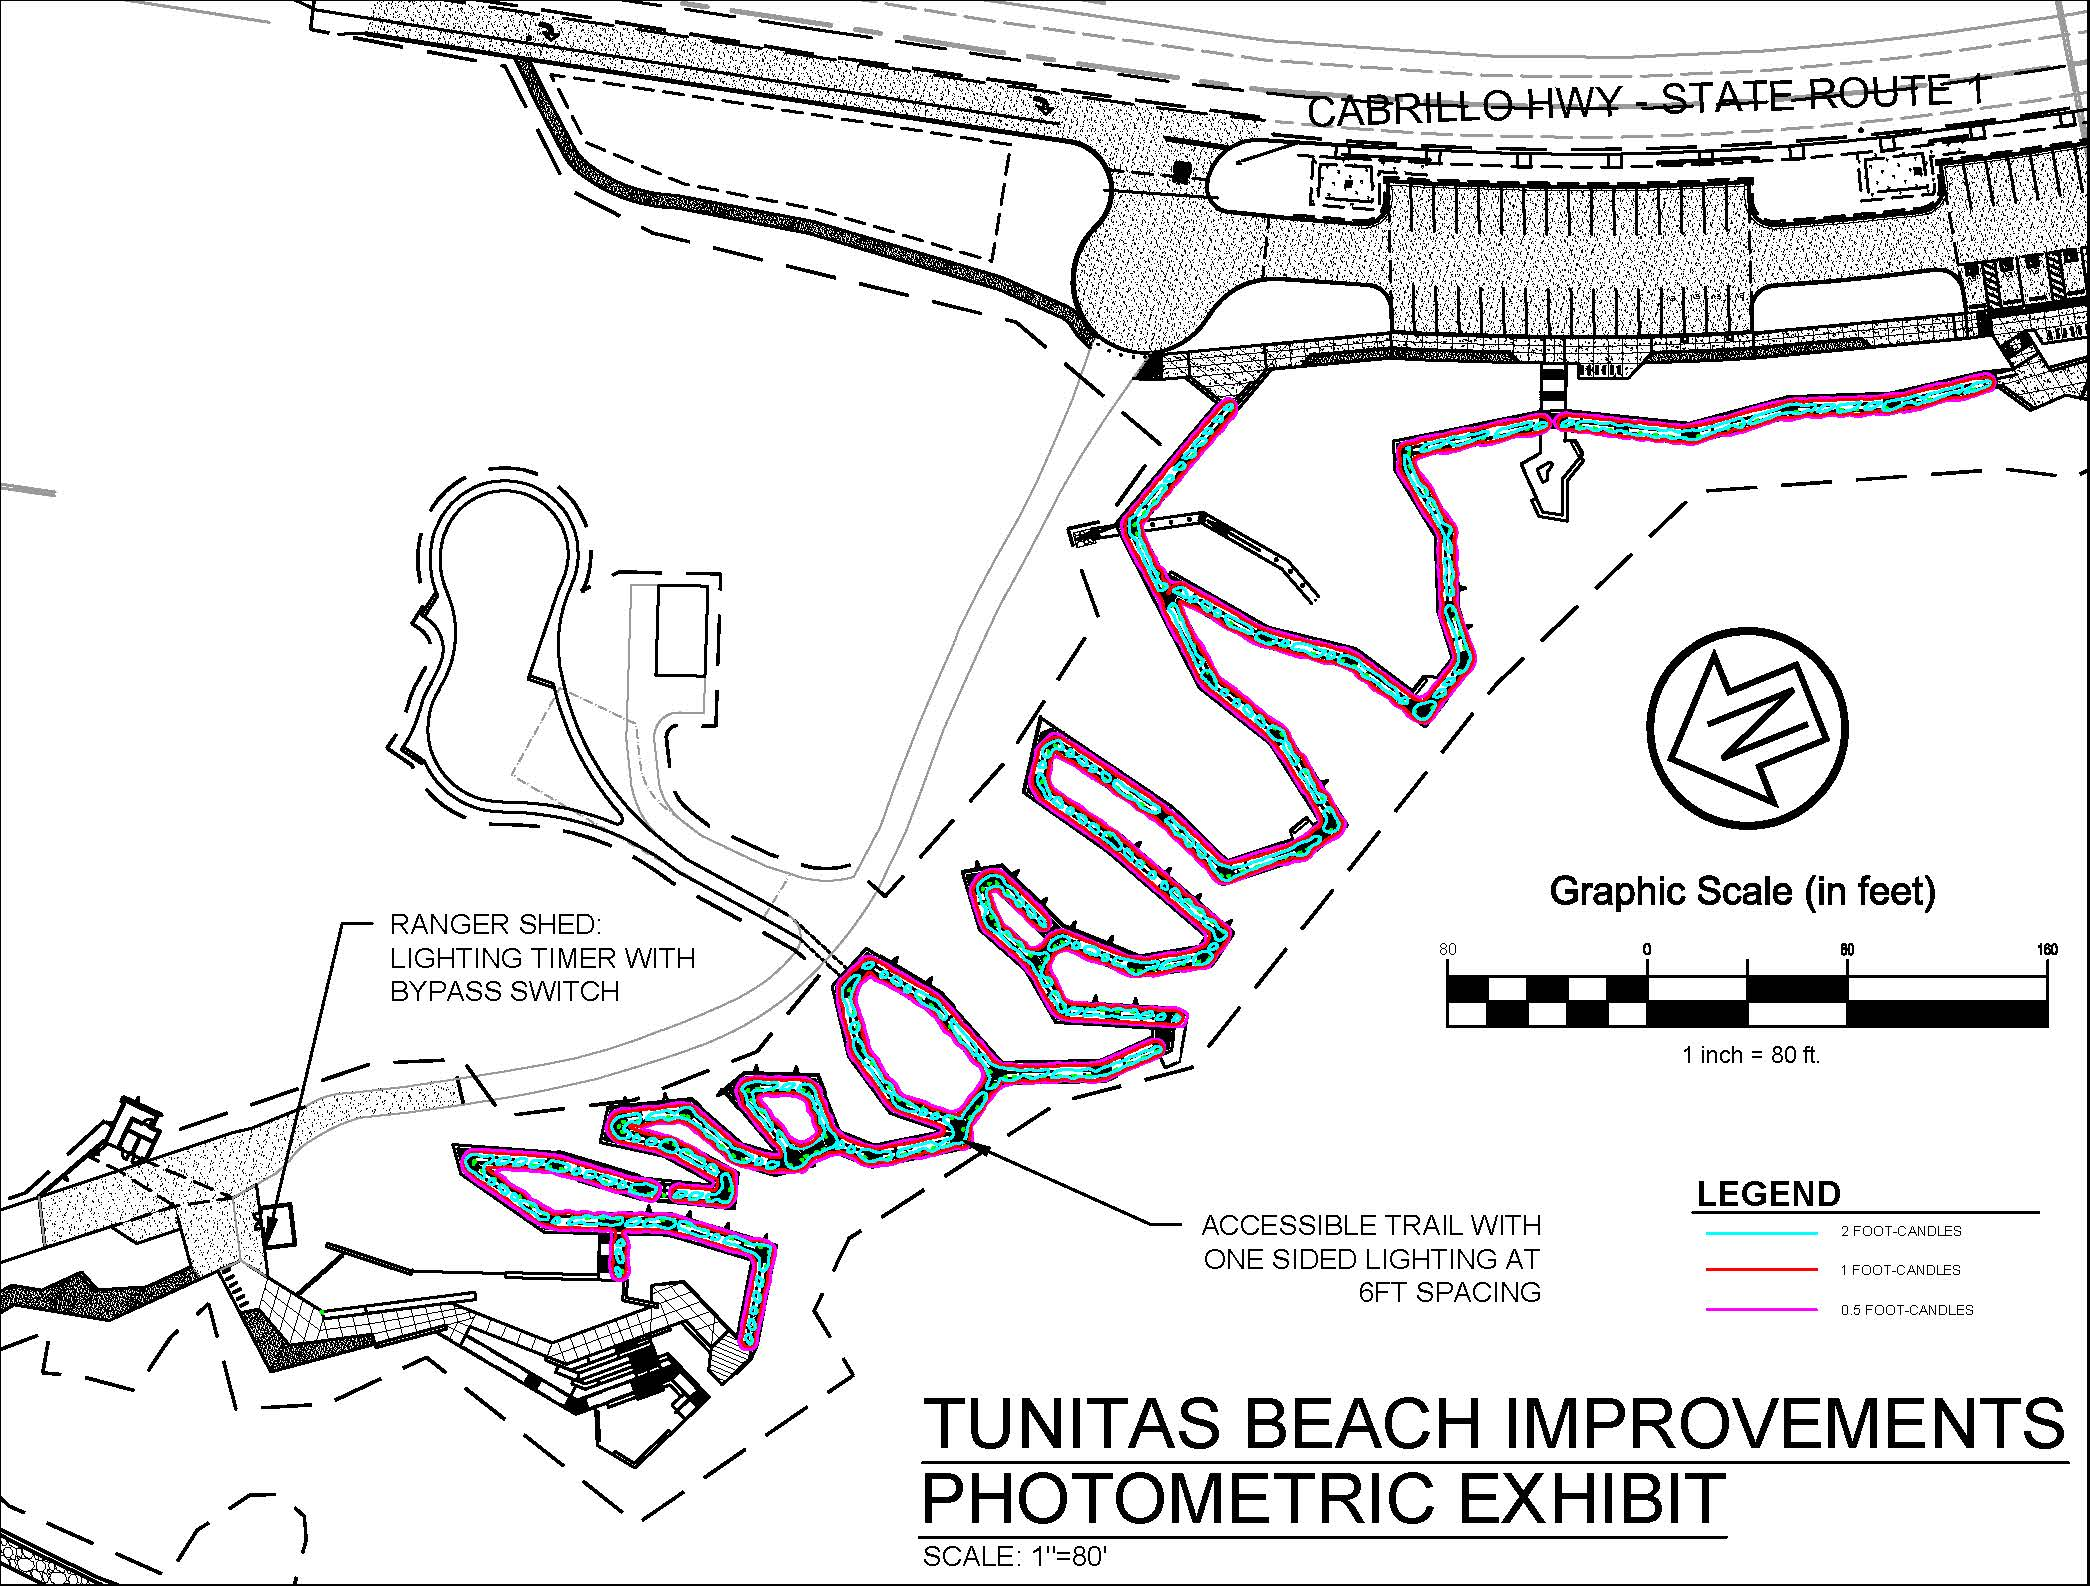 CABRILLO HWY - STATE ROUTE 1
N
Graphic Scale (in feet)
80 0 80 160
1 inch = 80 ft.
RANGER SHED:
LIGHTING TIMER WITH
BYPASS SWITCH
ACCESSIBLE TRAIL WITH
ONE SIDED LIGHTING AT
6FT SPACING
LEGEND
2 FOOT-CANDLES
1 FOOT-CANDLES
0.5 FOOT-CANDLES
TUNITAS BEACH IMPROVEMENTS
PHOTOMETRIC EXHIBIT
SCALE: 1"=80'